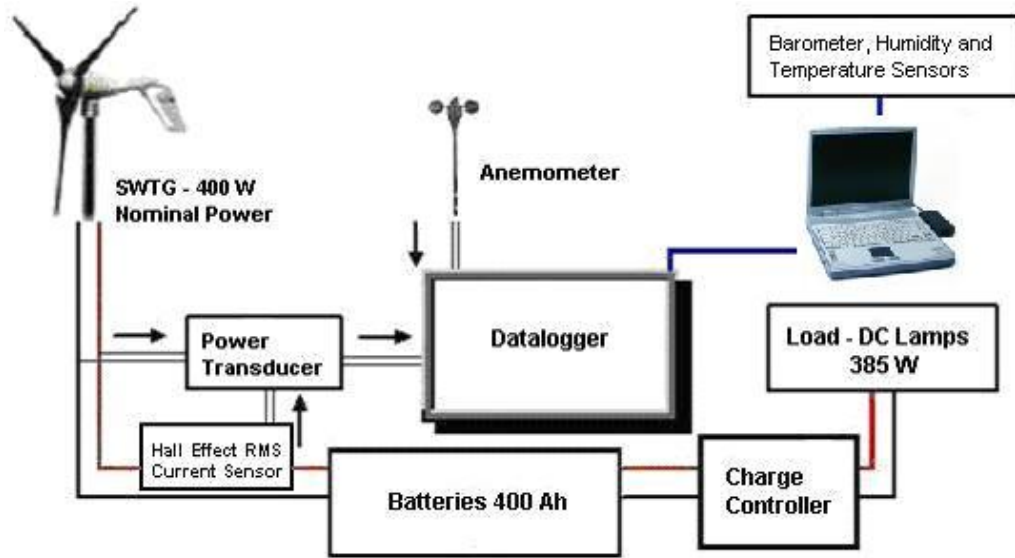 Barometer, Humidity and
Temperature Sensors
SWTG - 400 W
Nominal Power
Anemometer
Power
Transducer
Datalogger
Load - DC Lamps
385 W
Hall Effect RMS
Current Sensor
Batteries 400 Ah
Charge
Controller